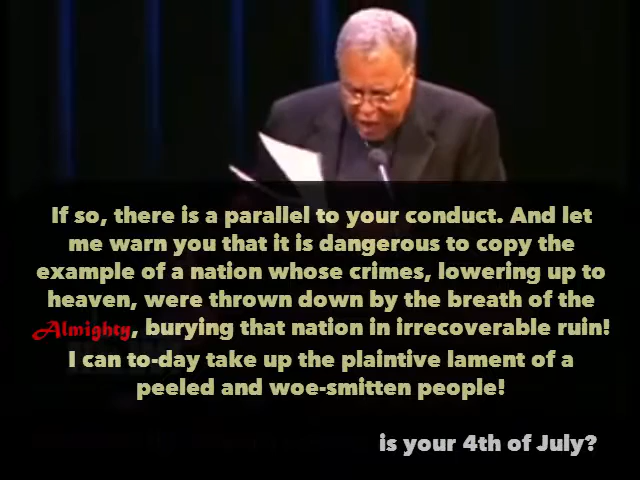 If so, there is a parallel to your conduct. And let
me warn you that it is dangerous to copy the
example of a nation whose crimes, lowering up to
heaven, were thrown down by the breath of the
Almighty, burying that nation in irrecoverable ruin!
I can to-day take up the plaintive lament of a
peeled and woe-smitten people!
is your 4th of July?